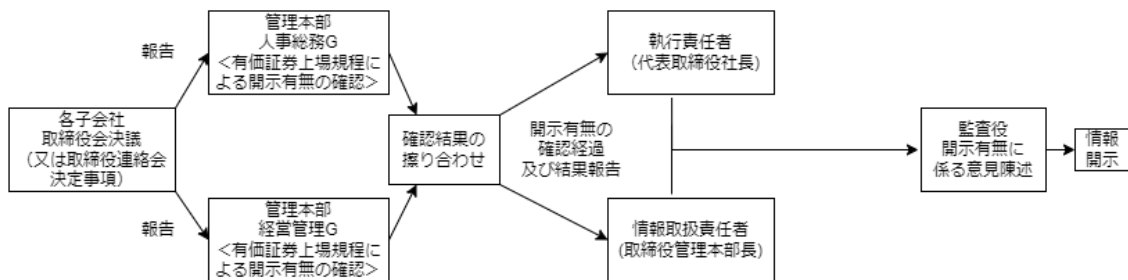 各子会社
取締役会決議
（又は取締役連絡会
決定事項）
報告
報告
管理本部
人事総務G
＜有価証券上場規程に
よる開示有無の確認＞
管理本部
経営管理G
＜有価証券上場規程に
よる開示有無の確認＞
確認結果の
擦り合わせ
開示有無の
確認経過
及び結果報告
執行責任者
（代表取締役社長)
情報取扱責任者
(取締役管理本部長)
監査役
開示有無に
係る意見陳述
情報
開示